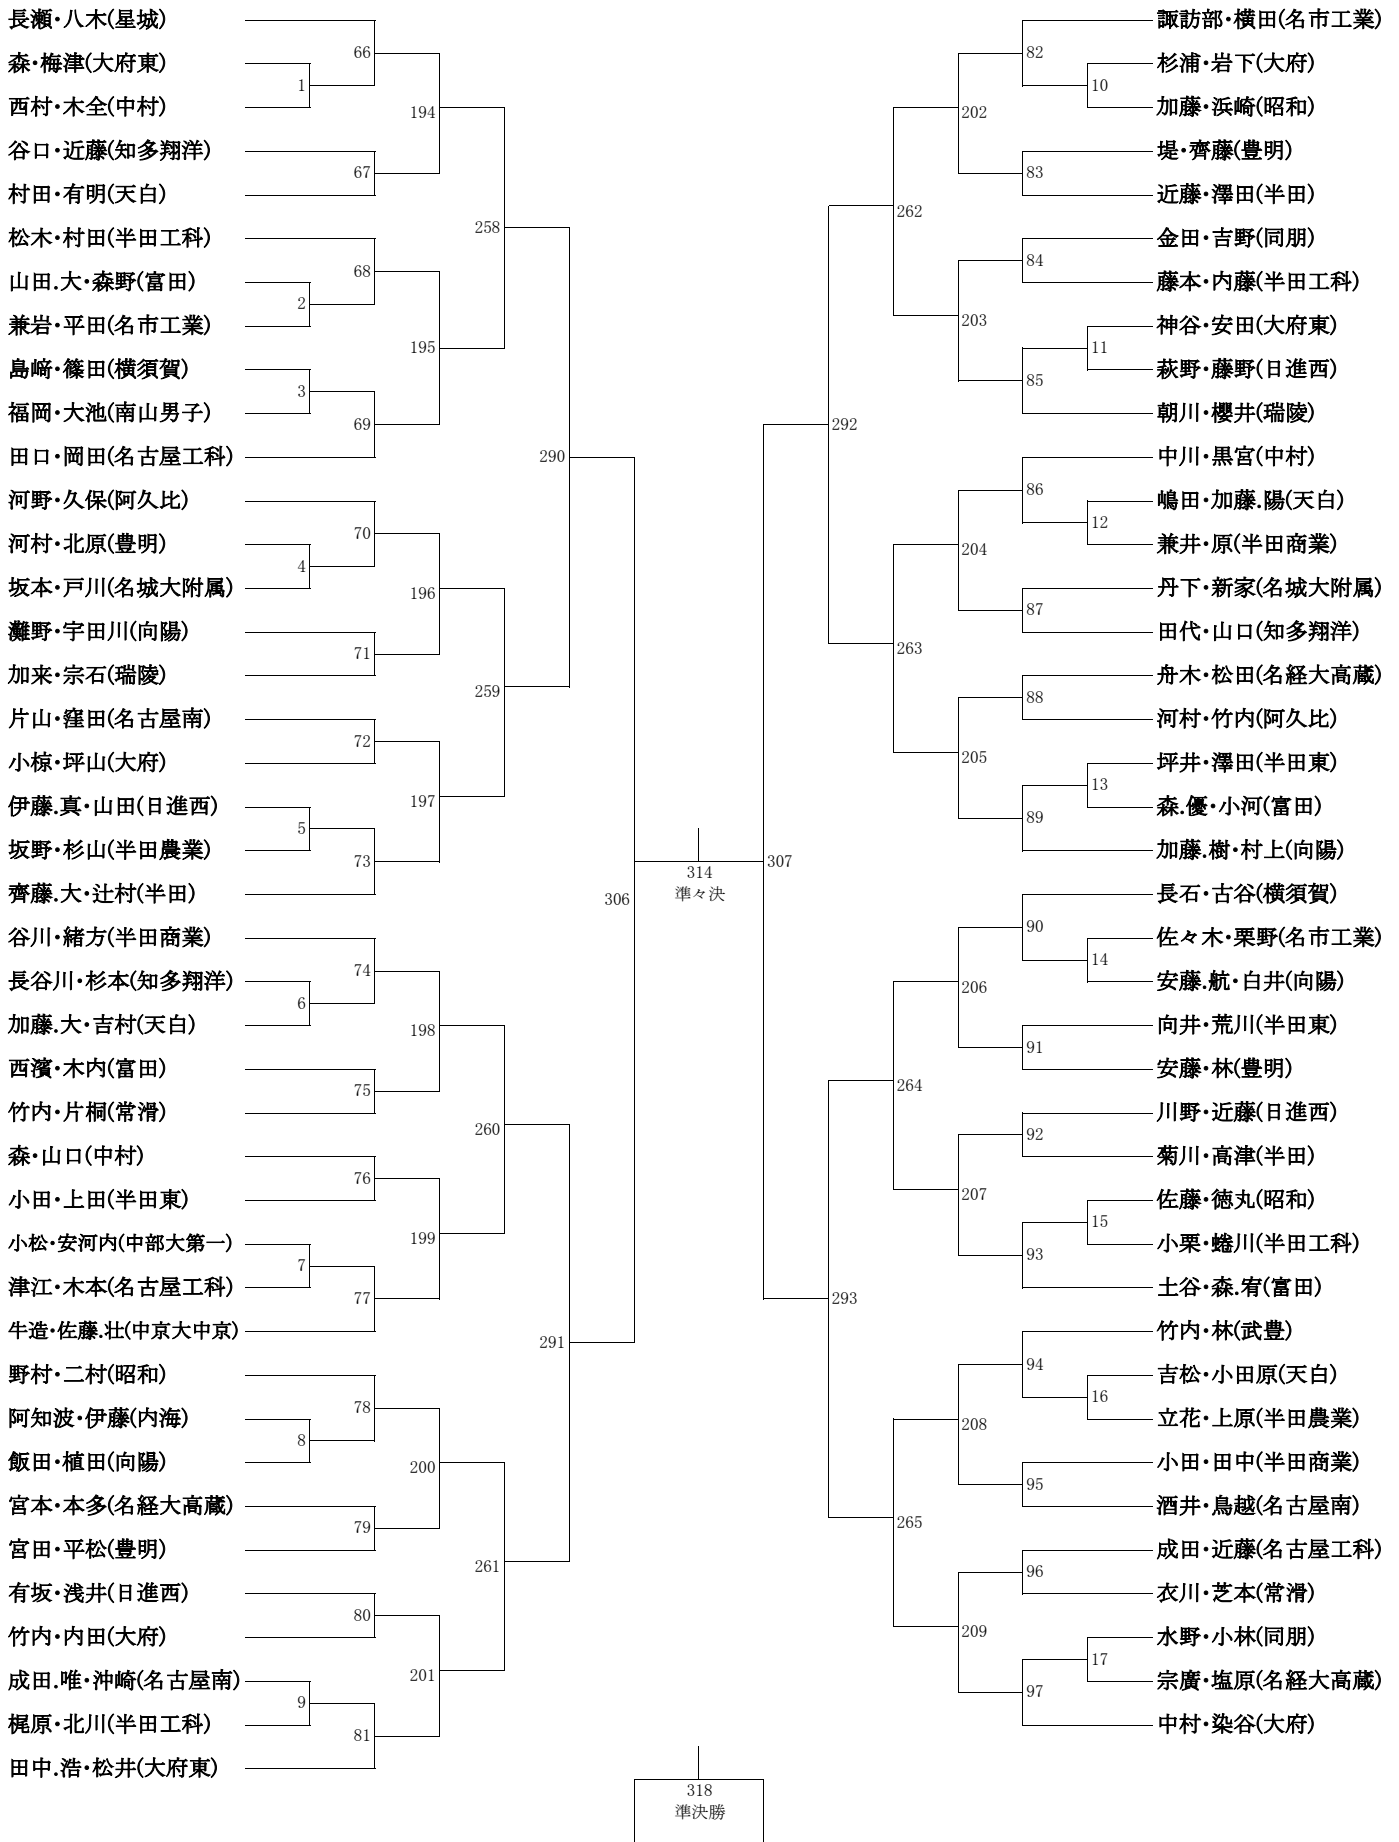 長瀬・八木(星城)
森・梅津(大府東)
西村・木全(中村)
谷口・近藤(知多翔洋)
村田・有明(天白)
松木・村田(半田工科)
山田.大・森野(富田)
兼岩・平田(名市工業)
島﨑・篠田(横須賀)
福岡・大池(南山男子)
田口・岡田(名古屋工科)
河野・久保(阿久比)
河村・北原(豊明)
坂本・戸川(名城大附属)
灘野・宇田川(向陽)
加来・宗石(瑞陵)
片山・窪田(名古屋南)
小椋・坪山(大府)
伊藤.真・山田(日進西)
坂野・杉山(半田農業)
齊藤.大・辻村(半田)
谷川・緒方(半田商業)
長谷川・杉本(知多翔洋)
加藤.大・吉村(天白)
西濱・木内(富田)
竹内・片桐(常滑)
森・山口(中村)
小田・上田(半田東)
小松・安河内(中部大第一)
津江・木本(名古屋工科)
牛造・佐藤.壮(中京大中京)
野村・二村(昭和)
阿知波・伊藤(内海)
飯田・植田(向陽)
宮本・本多(名経大高蔵)
宮田・平松(豊明)
有坂・浅井(日進西)
竹内・内田(大府)
成田.唯・沖崎(名古屋南)
梶原・北川(半田工科)
田中.浩・松井(大府東)
1
2
3
4
5
6
7
8
9
66
67
68
69
70
71
72
73
74
75
76
77
78
79
80
81
194
195
196
197
198
199
200
201
258
259
260
261
290
291
306
314
準々決
318
準決勝
307
292
293
262
263
264
265
202
203
204
205
206
207
208
209
82
83
84
85
86
87
88
89
90
91
92
93
94
95
96
97
10
11
12
13
14
15
16
17
諏訪部・横田(名市工業)
杉浦・岩下(大府)
加藤・浜崎(昭和)
堤・齊藤(豊明)
近藤・澤田(半田)
金田・吉野(同朋)
藤本・内藤(半田工科)
神谷・安田(大府東)
萩野・藤野(日進西)
朝川・櫻井(瑞陵)
中川・黒宮(中村)
嶋田・加藤.陽(天白)
兼井・原(半田商業)
丹下・新家(名城大附属)
田代・山口(知多翔洋)
舟木・松田(名経大高蔵)
河村・竹内(阿久比)
坪井・澤田(半田東)
森.優・小河(富田)
加藤.樹・村上(向陽)
長石・古谷(横須賀)
佐々木・栗野(名市工業)
安藤.航・白井(向陽)
向井・荒川(半田東)
安藤・林(豊明)
川野・近藤(日進西)
菊川・高津(半田)
佐藤・徳丸(昭和)
小栗・蜷川(半田工科)
土谷・森.宥(富田)
竹内・林(武豊)
吉松・小田原(天白)
立花・上原(半田農業)
小田・田中(半田商業)
酒井・鳥越(名古屋南)
成田・近藤(名古屋工科)
衣川・芝本(常滑)
水野・小林(同朋)
宗廣・塩原(名経大高蔵)
中村・染谷(大府)